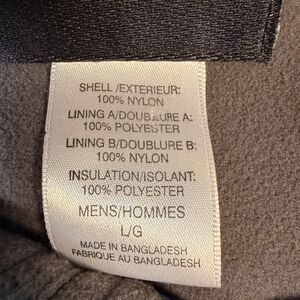 SHELL /EXTERIEUR:
100% NYLON
LINING A/DOUBLURE A:
100% POLYESTER
LINING B/DOUBLURE B:
100% NYLON
INSULATION/ISOLANT:
100% POLYESTER
MENS/HOMMES
L/G
MADE IN BANGLADESH
FABRIQUE AU BANGLADESH